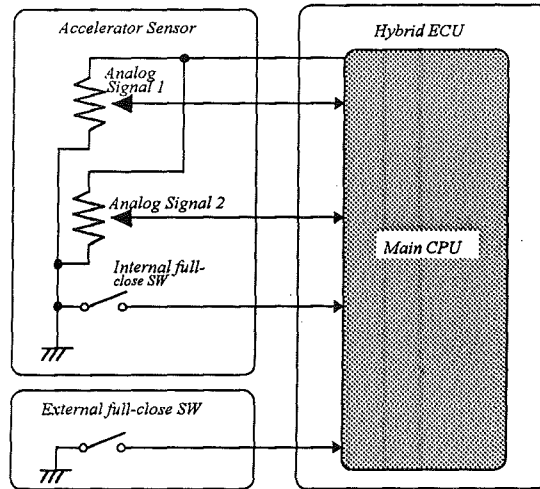 Accelerator Sensor
Hybrid ECU
Analog
Signal 1
Analog Signal 2
Main CPU
Internal full-
close SW
External full-close SW